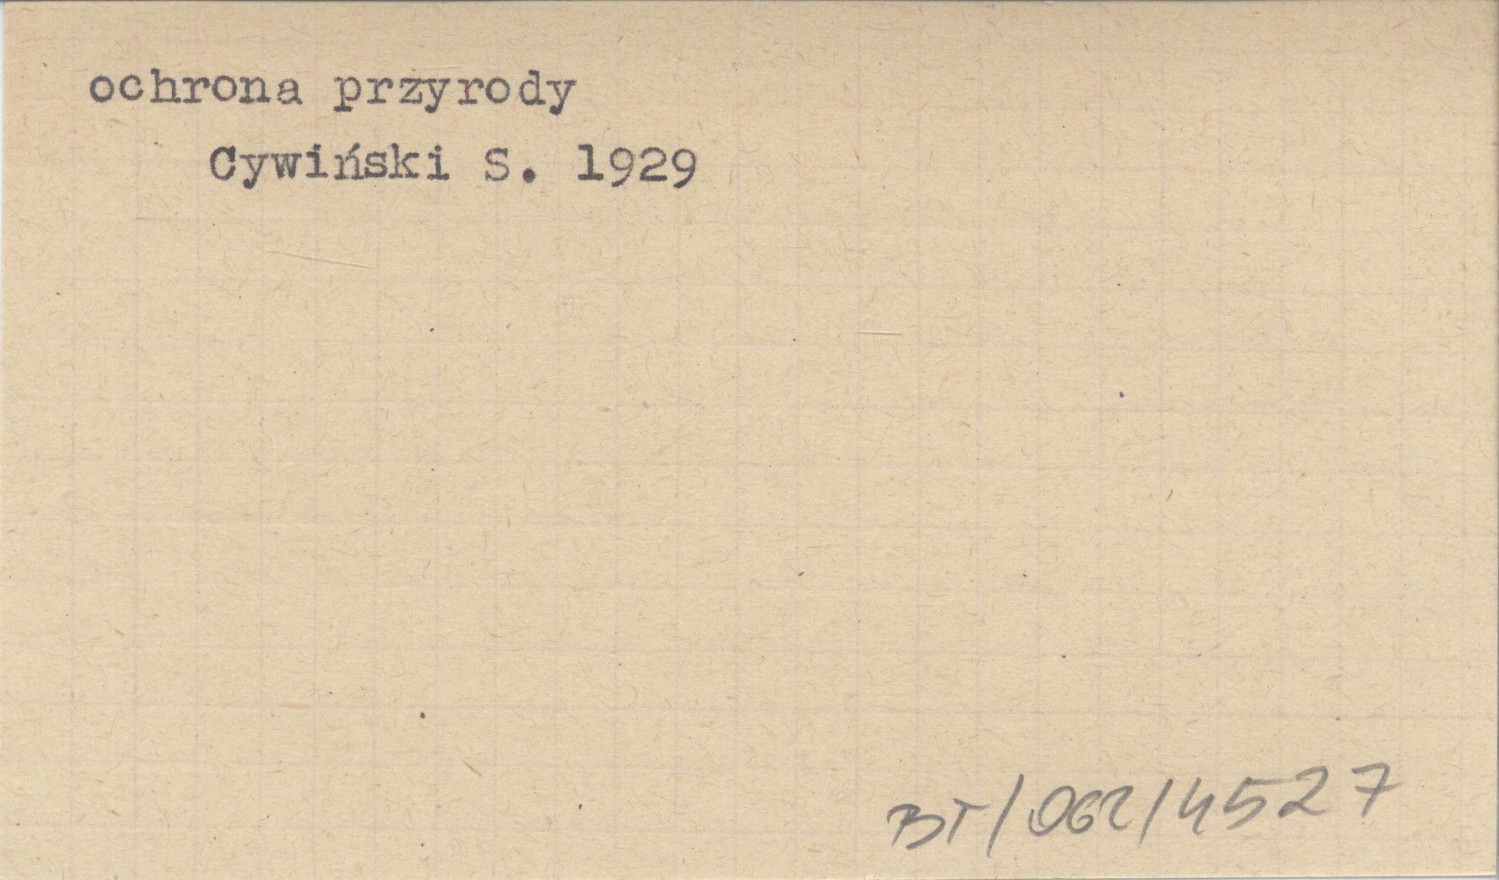 ochrona przyrody
Cywiński S. 1929
BT/062/4527